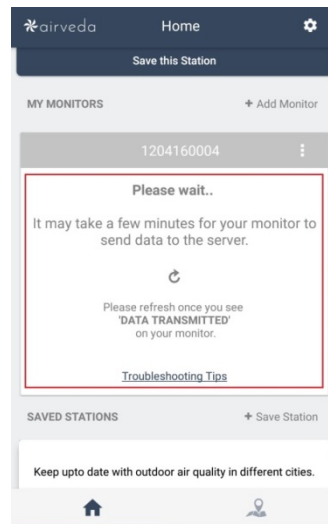 airveda Home
Save this Station
MY MONITORS + Add Monitor
1204160004
Please wait..
It may take a few minutes for your monitor to
send data to the server.
Please refresh once you see
'DATA TRANSMITTED'
on your monitor.
Troubleshooting Tips
SAVED STATIONS + Save Station
Keep upto date with outdoor air quality in different cities.